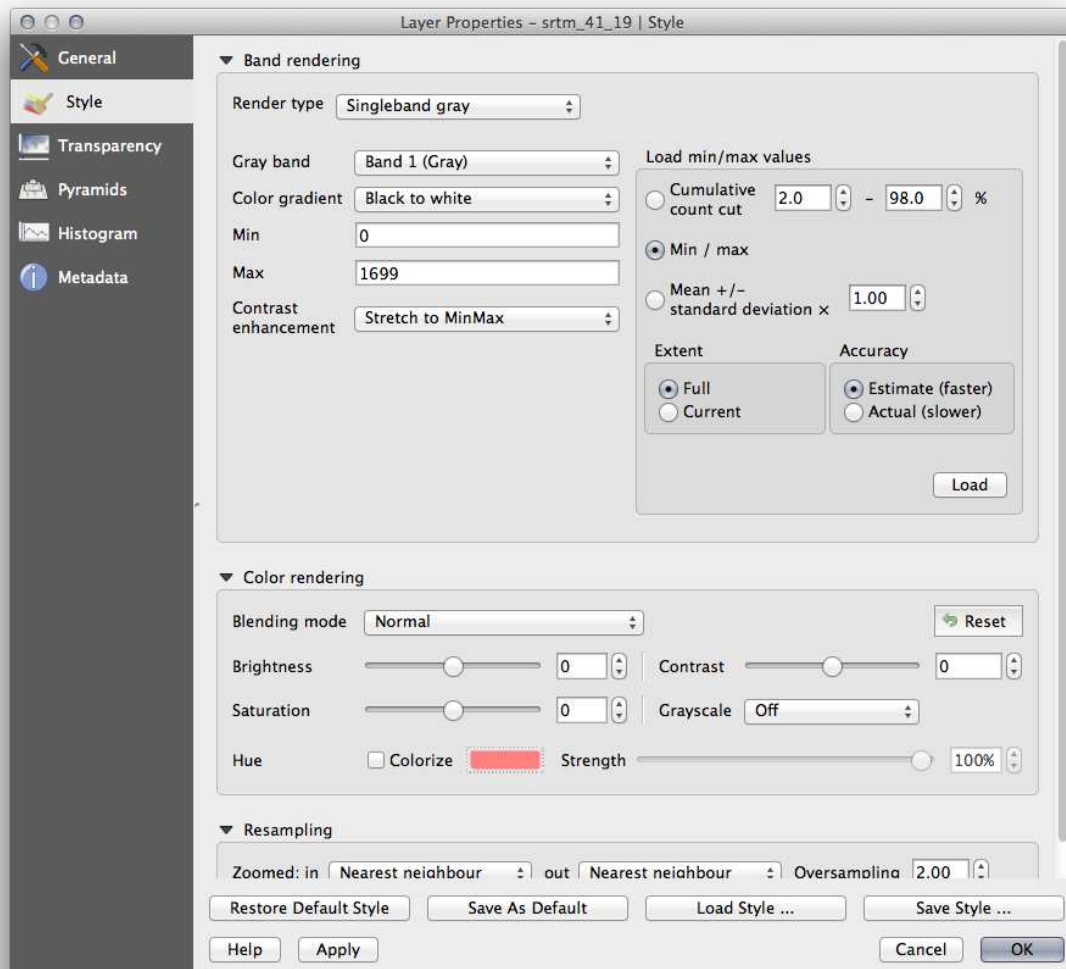 Layer Properties – srtm_41_19 | Style
General
Style
Transparency
Pyramids
Histogram
Metadata
Band rendering
Render type Singleband gray
Gray band Band 1 (Gray)
Color gradient Black to white
Min 0
Max 1699
Contrast
enhancement Stretch to MinMax
Load min/max values
Cumulative
count cut 2.0 – 98.0 %
Min / max
Mean +/–
standard deviation × 1.00
Extent
Full
Current
Accuracy
Estimate (faster)
Actual (slower)
Load
Color rendering
Blending mode Normal Reset
Brightness 0 Contrast 0
Saturation 0 Grayscale Off
Hue Colorize Strength 100%
Resampling
Zoomed: in Nearest neighbour out Nearest neighbour Oversampling 2.00
Restore Default Style Save As Default Load Style ... Save Style ...
Help Apply Cancel OK